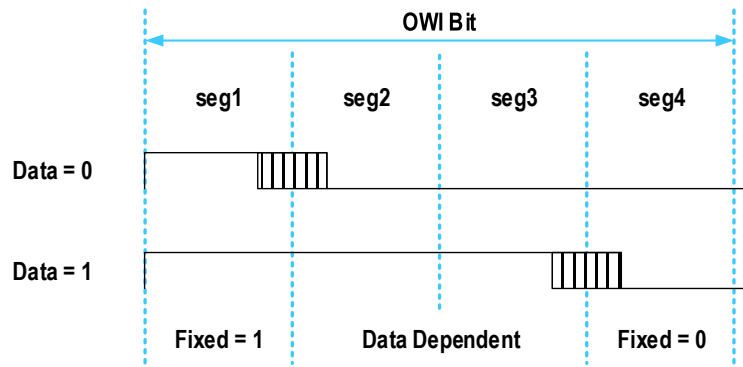 OWI Bit
seg1 seg2 seg3 seg4
Data = 0
Data = 1
Fixed = 1 Data Dependent Fixed = 0